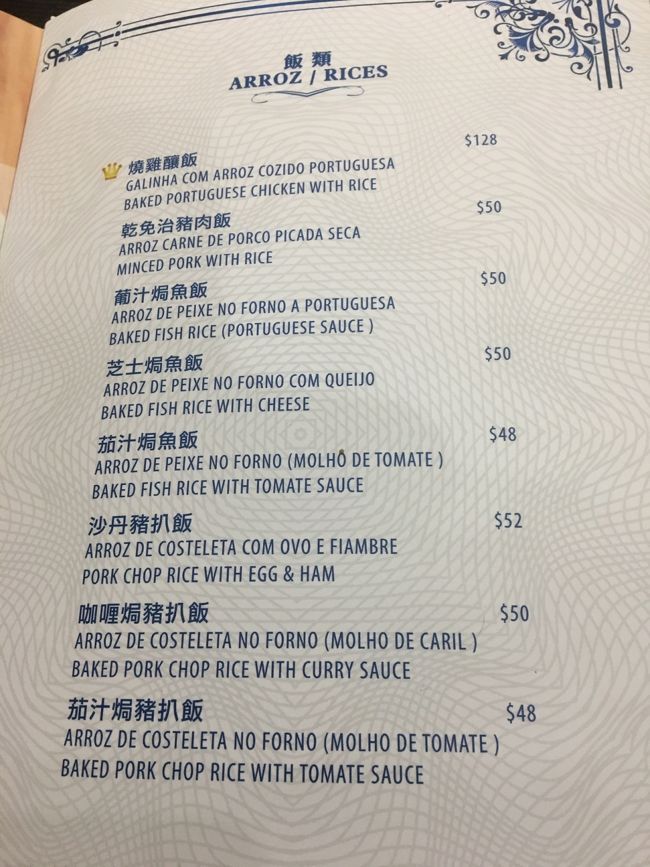 飯類
ARROZ / RICES
燒雞釀飯 $128
GALINHA COM ARROZ COZIDO PORTUGUESA
BAKED PORTUGUESE CHICKEN WITH RICE
乾免治豬肉飯 $50
ARROZ CARNE DE PORCO PICADA SECA
MINCED PORK WITH RICE
葡汁焗魚飯 $50
ARROZ DE PEIXE NO FORNO A PORTUGUESA
BAKED FISH RICE (PORTUGUESE SAUCE )
芝士焗魚飯 $50
ARROZ DE PEIXE NO FORNO COM QUEIJO
BAKED FISH RICE WITH CHEESE
茄汁焗魚飯 $48
ARROZ DE PEIXE NO FORNO (MOLHO DE TOMATE )
BAKED FISH RICE WITH TOMATE SAUCE
沙丹豬扒飯 $52
ARROZ DE COSTELETA COM OVO E FIAMBRE
PORK CHOP RICE WITH EGG & HAM
咖喱焗豬扒飯 $50
ARROZ DE COSTELETA NO FORNO (MOLHO DE CARIL )
BAKED PORK CHOP RICE WITH CURRY SAUCE
茄汁焗豬扒飯 $48
ARROZ DE COSTELETA NO FORNO (MOLHO DE TOMATE )
BAKED PORK CHOP RICE WITH TOMATE SAUCE